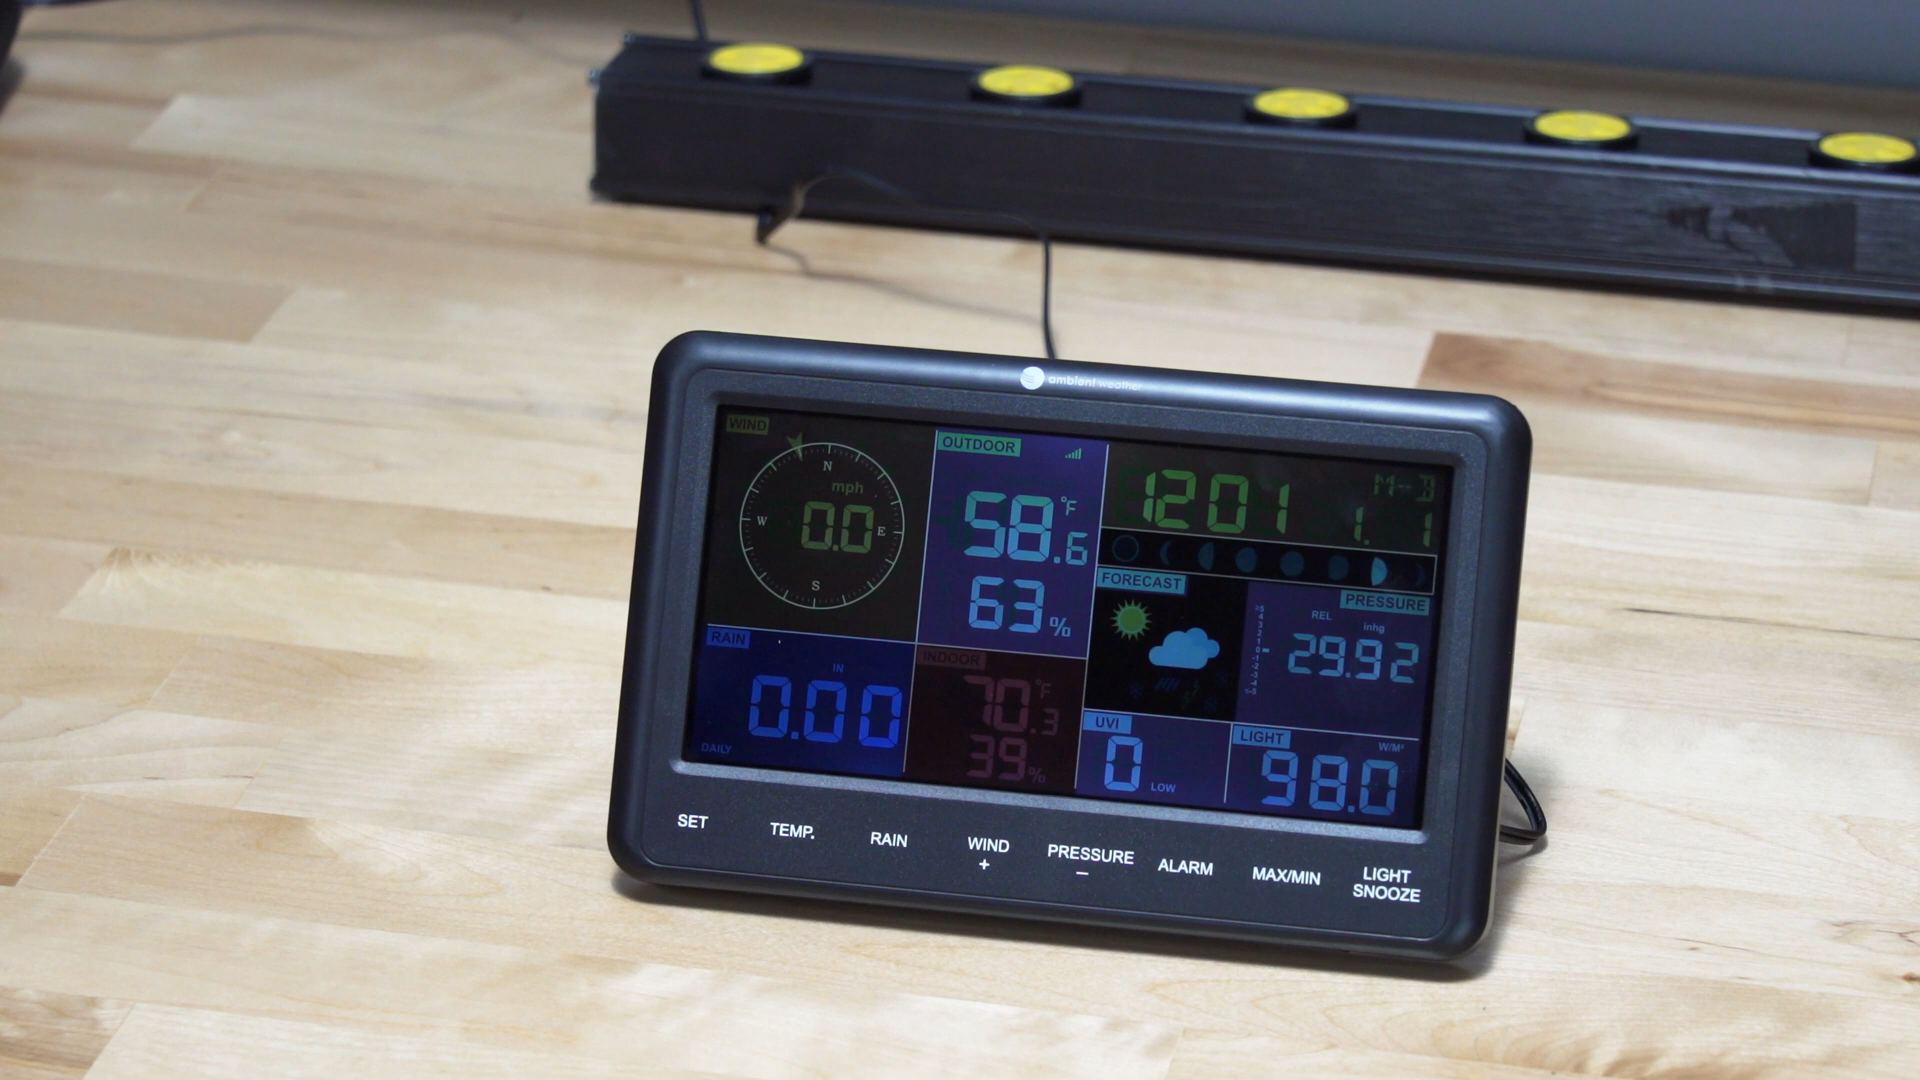 ambient weather
WIND
N
mph
0.0
W
E
S
OUTDOOR
58.6 °F
63 %
1201
M--D
1. 1
FORECAST
PRESSURE
REL
inhg
29.92
RAIN
IN
0.00
DAILY
INDOOR
70.3 °F
39 %
UVI
0
LOW
LIGHT
W/M²
98.0
SET
TEMP.
RAIN
WIND
+
PRESSURE
−
ALARM
MAX/MIN
LIGHT
SNOOZE